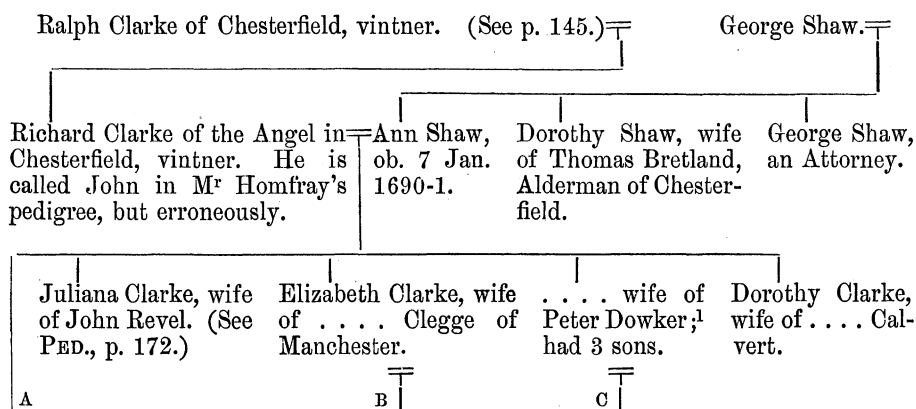 Ralph Clarke of Chesterfield, vintner. (See p. 145.)
George Shaw.
Richard Clarke of the Angel in
Chesterfield, vintner. He is
called John in Mr Homfray's
pedigree, but erroneously.
Ann Shaw,
ob. 7 Jan.
1690-1.
Dorothy Shaw, wife
of Thomas Bretland,
Alderman of Chester-
field.
George Shaw,
an Attorney.
Juliana Clarke, wife
of John Revel. (See
PED., p. 172.)
Elizabeth Clarke, wife
of .... Clegge of
Manchester.
.... wife of
Peter Dowker;1
had 3 sons.
Dorothy Clarke,
wife of .... Cal-
vert.
A
B
C